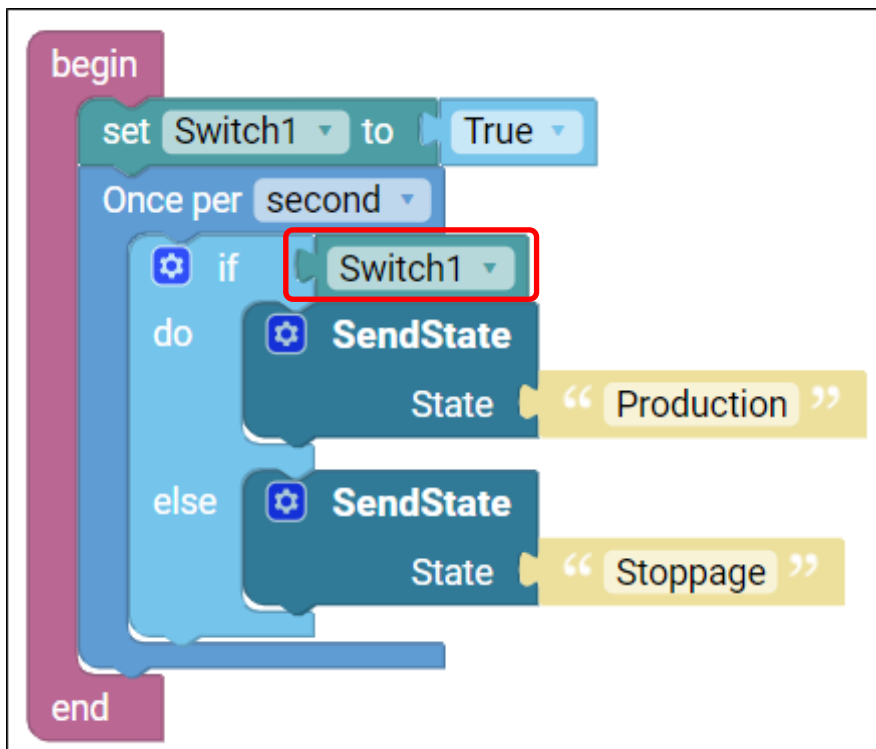 begin
set Switch1 to True
Once per second
if Switch1
do SendState
State “ Production ”
else SendState
State “ Stoppage ”
end